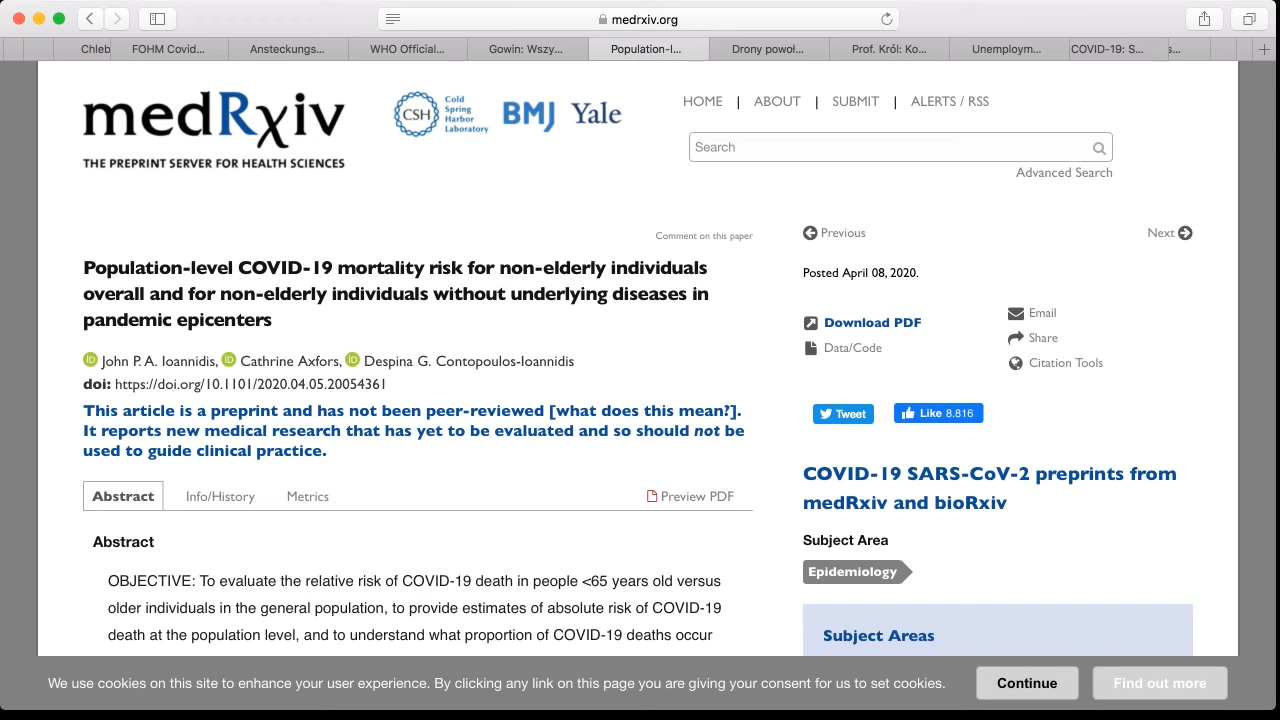 medrxiv.org
Chleb
FOHM Covid...
Ansteckungs...
WHO Official...
Gowin: Wszy...
Population-l...
Drony powoł...
Prof. Król: Ko...
Unemploym...
COVID-19: S...
s...
medRxiv
THE PREPRINT SERVER FOR HEALTH SCIENCES
CSH Cold
Spring
Harbor
Laboratory
BMJ Yale
HOME | ABOUT | SUBMIT | ALERTS / RSS
Search
Advanced Search
Comment on this paper
Population-level COVID-19 mortality risk for non-elderly individuals
overall and for non-elderly individuals without underlying diseases in
pandemic epicenters
iD John P. A. Ioannidis, iD Cathrine Axfors, iD Despina G. Contopoulos-Ioannidis
doi: https://doi.org/10.1101/2020.04.05.20054361
This article is a preprint and has not been peer-reviewed [what does this mean?].
It reports new medical research that has yet to be evaluated and so should not be
used to guide clinical practice.
Abstract Info/History Metrics Preview PDF
Abstract
OBJECTIVE: To evaluate the relative risk of COVID-19 death in people <65 years old versus
older individuals in the general population, to provide estimates of absolute risk of COVID-19
death at the population level, and to understand what proportion of COVID-19 deaths occur
Previous Next
Posted April 08, 2020.
Download PDF
Data/Code
Email
Share
Citation Tools
Tweet
Like 8.816
COVID-19 SARS-CoV-2 preprints from
medRxiv and bioRxiv
Subject Area
Epidemiology
Subject Areas
We use cookies on this site to enhance your user experience. By clicking any link on this page you are giving your consent for us to set cookies.
Continue
Find out more